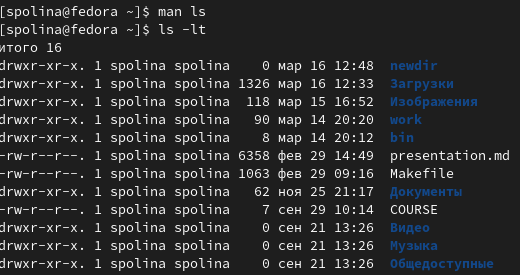 [spolina@fedora ~]$ man ls
[spolina@fedora ~]$ ls -lt
итого 16
drwxr-xr-x. 1 spolina spolina    0 мар 16 12:48  newdir
drwxr-xr-x. 1 spolina spolina 1326 мар 16 12:33  Загрузки
drwxr-xr-x. 1 spolina spolina  118 мар 15 16:52  Изображения
drwxr-xr-x. 1 spolina spolina   90 мар 14 20:20  work
drwxr-xr-x. 1 spolina spolina    8 мар 14 20:12  bin
-rw-r--r--. 1 spolina spolina 6358 фев 29 14:49  presentation.md
-rw-r--r--. 1 spolina spolina 1063 фев 29 09:16  Makefile
drwxr-xr-x. 1 spolina spolina   62 ноя 25 21:17  Документы
-rw-r--r--. 1 spolina spolina    7 сен 29 10:14  COURSE
drwxr-xr-x. 1 spolina spolina    0 сен 21 13:26  Видео
drwxr-xr-x. 1 spolina spolina    0 сен 21 13:26  Музыка
drwxr-xr-x. 1 spolina spolina    0 сен 21 13:26  Общедоступные